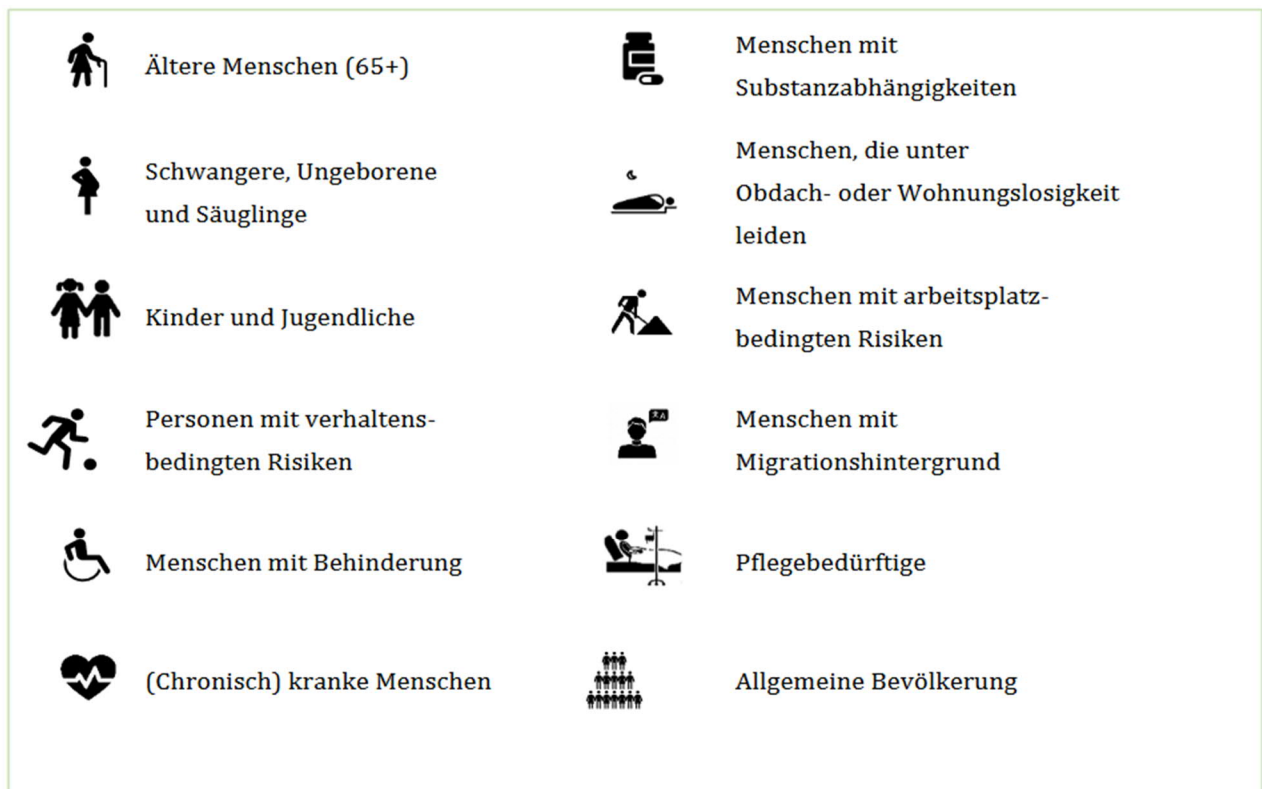 Ältere Menschen (65+)
Schwangere, Ungeborene
und Säuglinge
Kinder und Jugendliche
Personen mit verhaltens-
bedingten Risiken
Menschen mit Behinderung
(Chronisch) kranke Menschen
Menschen mit
Substanzabhängigkeiten
Menschen, die unter
Obdach- oder Wohnungslosigkeit
leiden
Menschen mit arbeitsplatz-
bedingten Risiken
Menschen mit
Migrationshintergrund
Pflegebedürftige
Allgemeine Bevölkerung